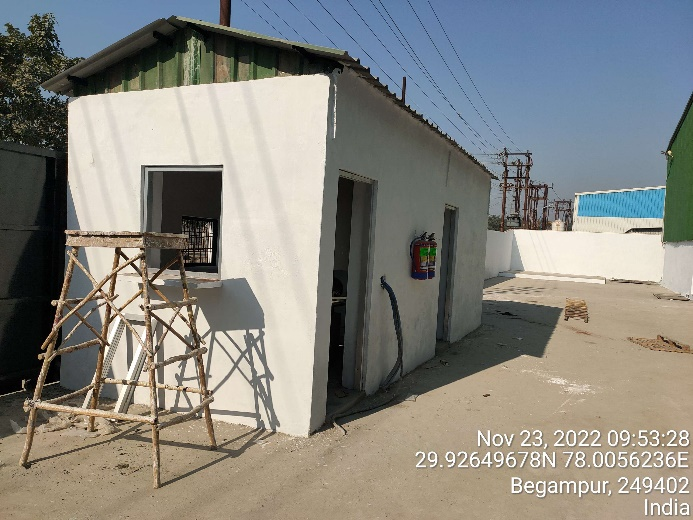 Nov 23, 2022 09:53:28
29.92649678N 78.0056236E
Begampur, 249402
India